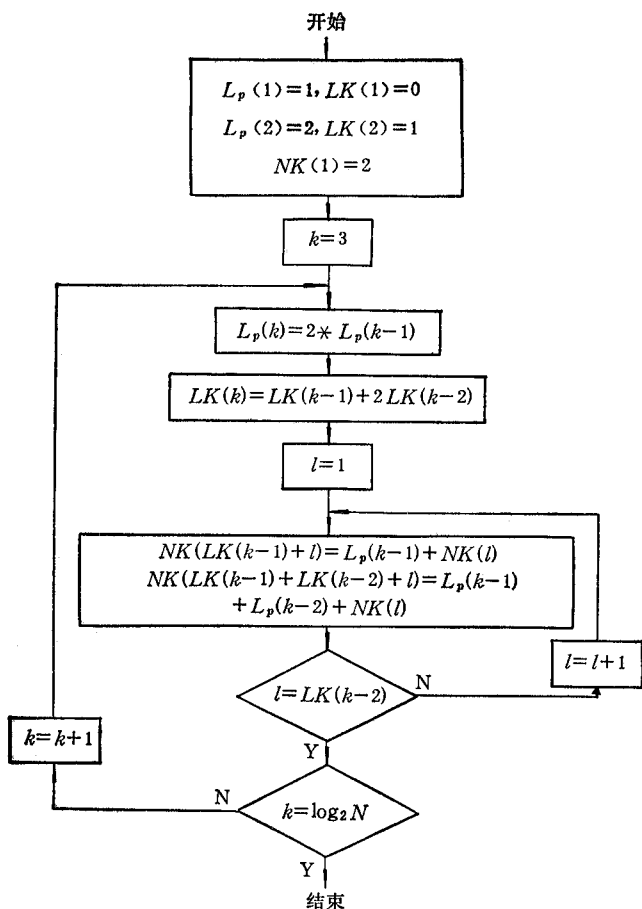 开始
L_p(1)=1, LK(1)=0
L_p(2)=2, LK(2)=1
NK(1)=2
k=3
L_p(k)=2* L_p(k-1)
LK(k)=LK(k-1)+2 LK(k-2)
l=1
NK(LK(k-1)+l)=L_p(k-1)+NK(l)
NK(LK(k-1)+LK(k-2)+l)=L_p(k-1)
+L_p(k-2)+NK(l)
l=l+1
l=LK(k-2)
N
Y
k=k+1
N
k=log₂N
Y
结束